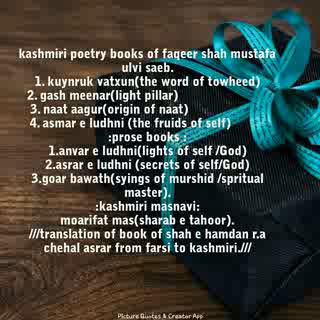 kashmiri poetry books of faqeer shah mustafa
ulvi saeb.
1. kuynruk vatxun(the word of towheed)
2. gash meenar(light pillar)
3. naat aagur(origin of naat)
4. asmar e ludhni (the fruids of self)
:prose books :
1.anvar e ludhni(lights of self /God)
2.asrar e ludhni (secrets of self/God)
3.goar bawath(syings of murshid /spritual
master).
:kashmiri masnavi:
moarifat mas(sharab e tahoor).
///translation of book of shah e hamdan r.a
chehal asrar from farsi to kashmiri.///
Picture Quotes & Creator App